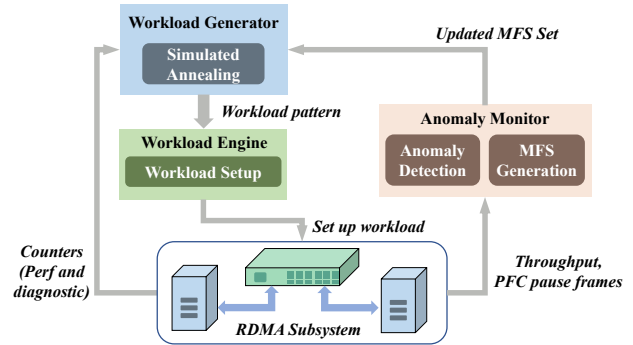 Workload Generator
Simulated
Annealing
Updated MFS Set
Workload pattern
Anomaly Monitor
Anomaly
Detection
MFS
Generation
Workload Engine
Workload Setup
Set up workload
Counters
(Perf and
diagnostic)
Throughput,
PFC pause frames
RDMA Subsystem